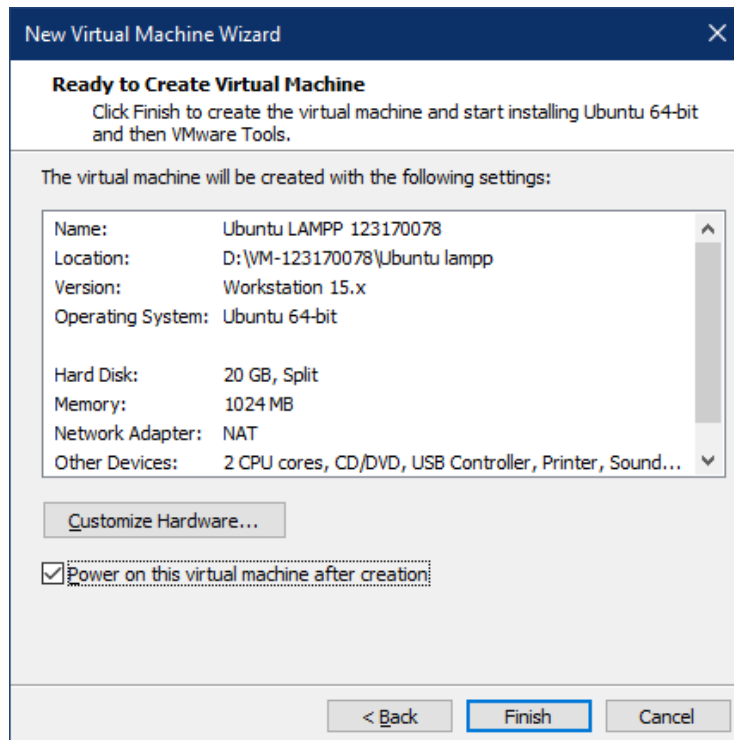 New Virtual Machine Wizard
Ready to Create Virtual Machine
Click Finish to create the virtual machine and start installing Ubuntu 64-bit
and then VMware Tools.
The virtual machine will be created with the following settings:
Name: Ubuntu LAMPP 123170078
Location: D:\VM-123170078\Ubuntu lampp
Version: Workstation 15.x
Operating System: Ubuntu 64-bit
Hard Disk: 20 GB, Split
Memory: 1024 MB
Network Adapter: NAT
Other Devices: 2 CPU cores, CD/DVD, USB Controller, Printer, Sound...
Customize Hardware...
Power on this virtual machine after creation
< Back Finish Cancel